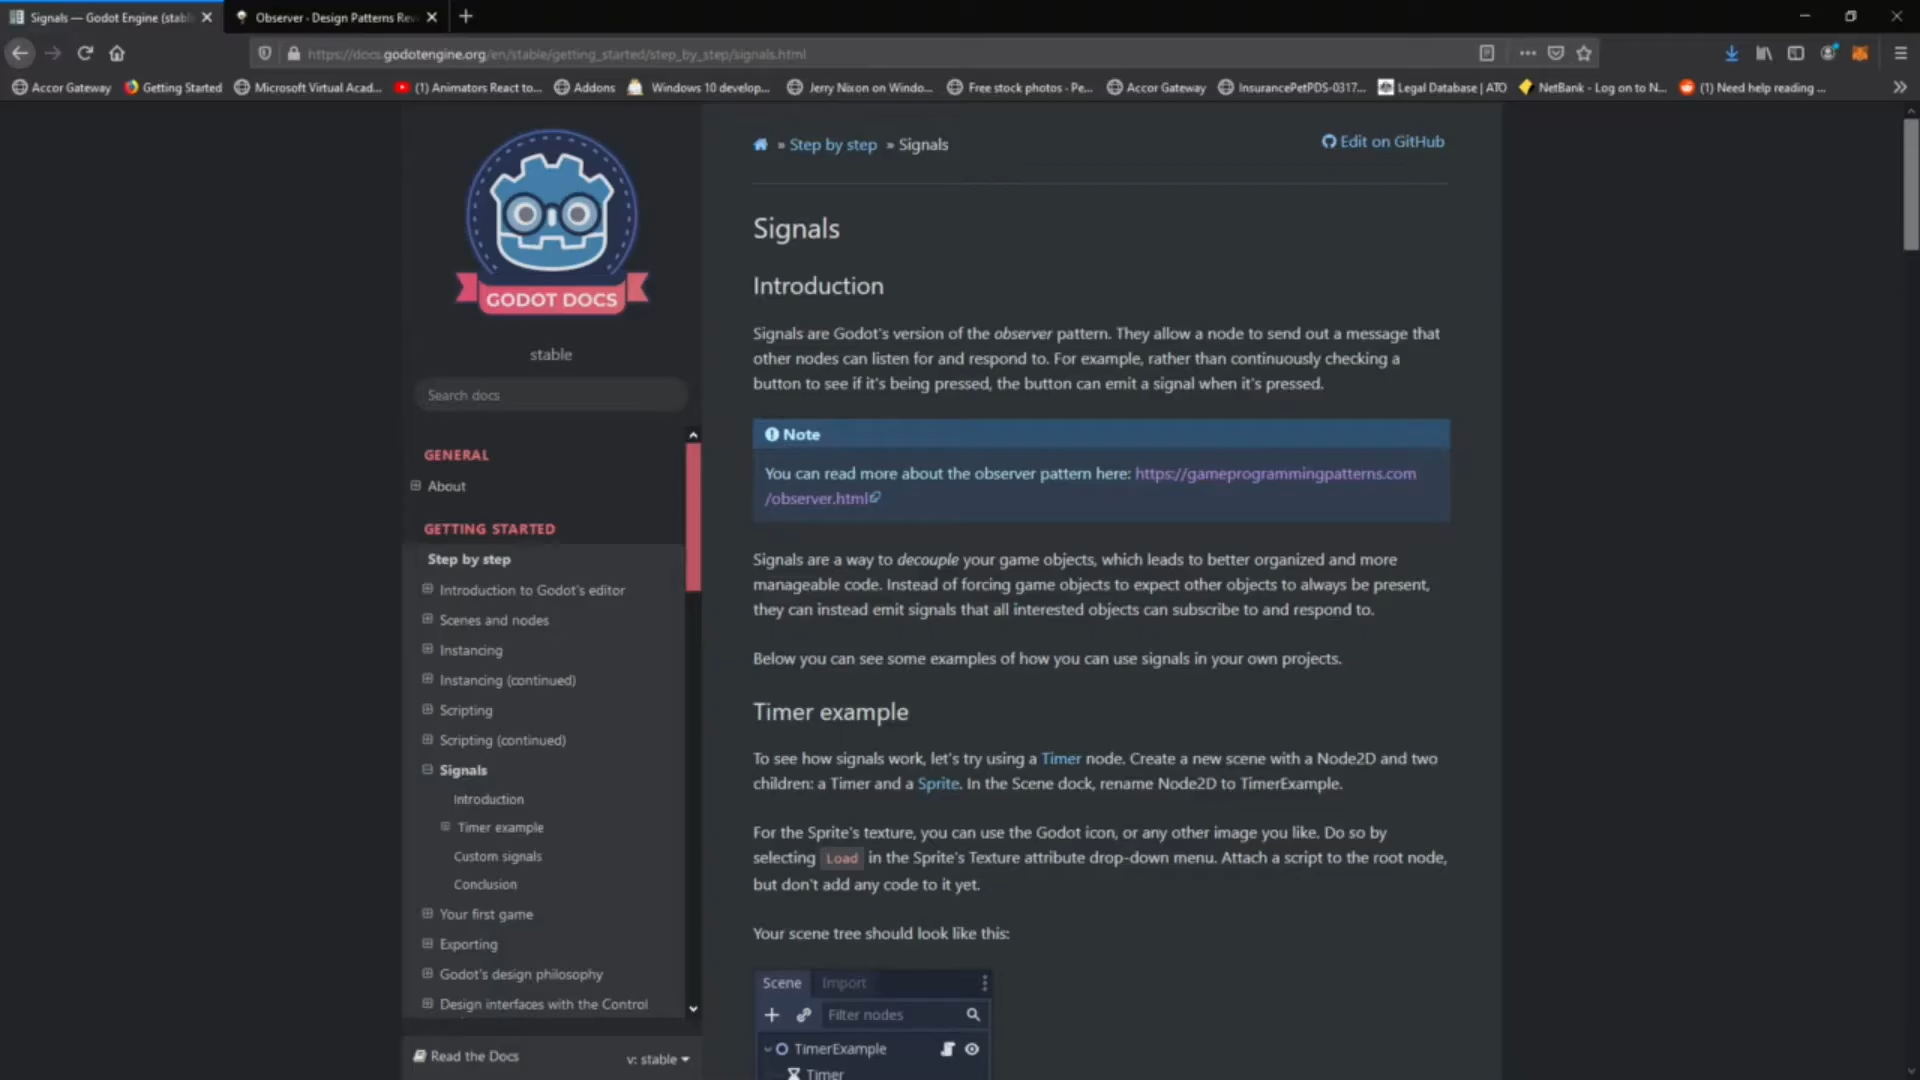 Signals — Godot Engine (stabl
Observer · Design Patterns Rev
https://docs.godotengine.org/en/stable/getting_started/step_by_step/signals.html
Accor Gateway
Getting Started
Microsoft Virtual Acad...
(1) Animators React to...
Addons
Windows 10 develop...
Jerry Nixon on Windo...
Free stock photos - Pe...
Accor Gateway
InsurancePetPDS-0317...
Legal Database | ATO
NetBank - Log on to N...
(1) Need help reading ...
GODOT DOCS
stable
Search docs
GENERAL
About
GETTING STARTED
Step by step
Introduction to Godot's editor
Scenes and nodes
Instancing
Instancing (continued)
Scripting
Scripting (continued)
Signals
Introduction
Timer example
Custom signals
Conclusion
Your first game
Exporting
Godot's design philosophy
Design interfaces with the Control
Read the Docs
v: stable
» Step by step » Signals
Edit on GitHub
Signals
Introduction
Signals are Godot's version of the observer pattern. They allow a node to send out a message that
other nodes can listen for and respond to. For example, rather than continuously checking a
button to see if it's being pressed, the button can emit a signal when it's pressed.
Note
You can read more about the observer pattern here: https://gameprogrammingpatterns.com
/observer.html
Signals are a way to decouple your game objects, which leads to better organized and more
manageable code. Instead of forcing game objects to expect other objects to always be present,
they can instead emit signals that all interested objects can subscribe to and respond to.
Below you can see some examples of how you can use signals in your own projects.
Timer example
To see how signals work, let's try using a Timer node. Create a new scene with a Node2D and two
children: a Timer and a Sprite. In the Scene dock, rename Node2D to TimerExample.
For the Sprite's texture, you can use the Godot icon, or any other image you like. Do so by
selecting Load in the Sprite's Texture attribute drop-down menu. Attach a script to the root node,
but don't add any code to it yet.
Your scene tree should look like this:
Scene Import
Filter nodes
TimerExample
Timer